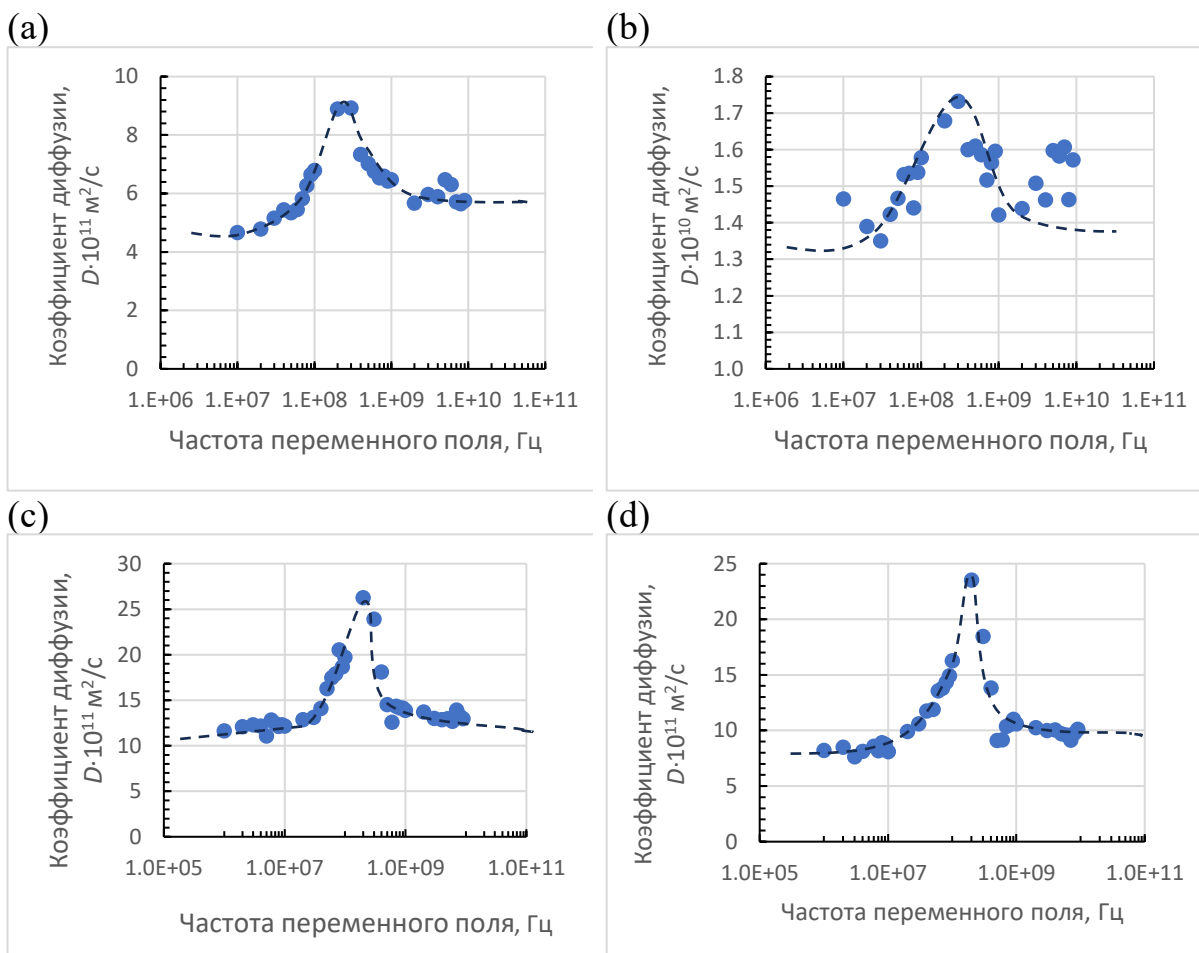 (a)
Коэффициент диффузии,
D·10¹¹ м²/с
10
8
6
4
2
0
1.E+06 1.E+07 1.E+08 1.E+09 1.E+10 1.E+11
Частота переменного поля, Гц
(b)
Коэффициент диффузии,
D·10¹⁰ м²/с
1.8
1.7
1.6
1.5
1.4
1.3
1.2
1.1
1.0
1.E+06 1.E+07 1.E+08 1.E+09 1.E+10 1.E+11
Частота переменного поля, Гц
(c)
Коэффициент диффузии,
D·10¹¹ м²/с
30
25
20
15
10
5
0
1.0E+05 1.0E+07 1.0E+09 1.0E+11
Частота переменного поля, Гц
(d)
Коэффициент диффузии,
D·10¹¹ м²/с
25
20
15
10
5
0
1.0E+05 1.0E+07 1.0E+09 1.0E+11
Частота переменного поля, Гц